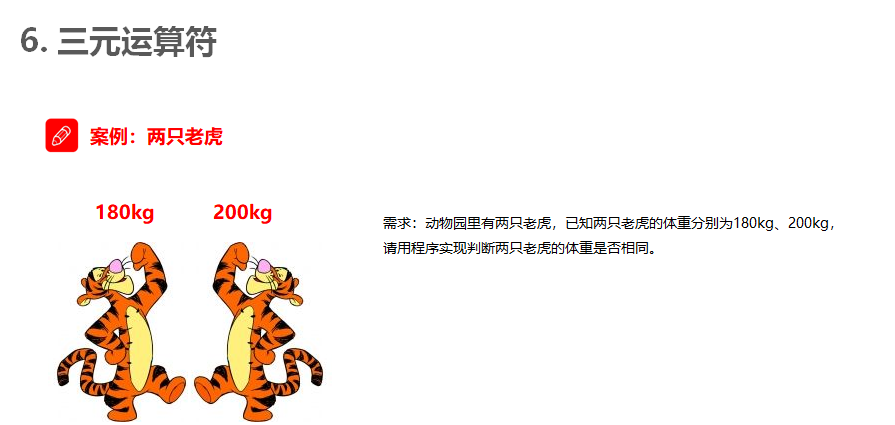 6. 三元运算符
案例：两只老虎
180kg
200kg
需求：动物园里有两只老虎，已知两只老虎的体重分别为180kg、200kg，
请用程序实现判断两只老虎的体重是否相同。